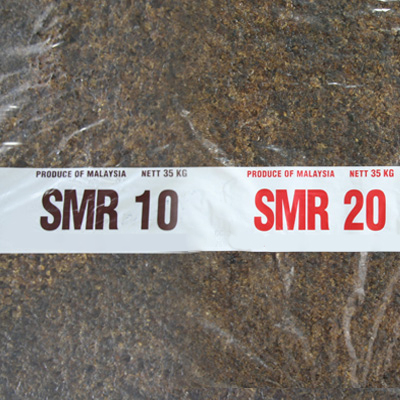 PRODUCE OF MALAYSIA NETT 35 KG
SMR 10
PRODUCE OF MALAYSIA NETT 35 KG
SMR 20